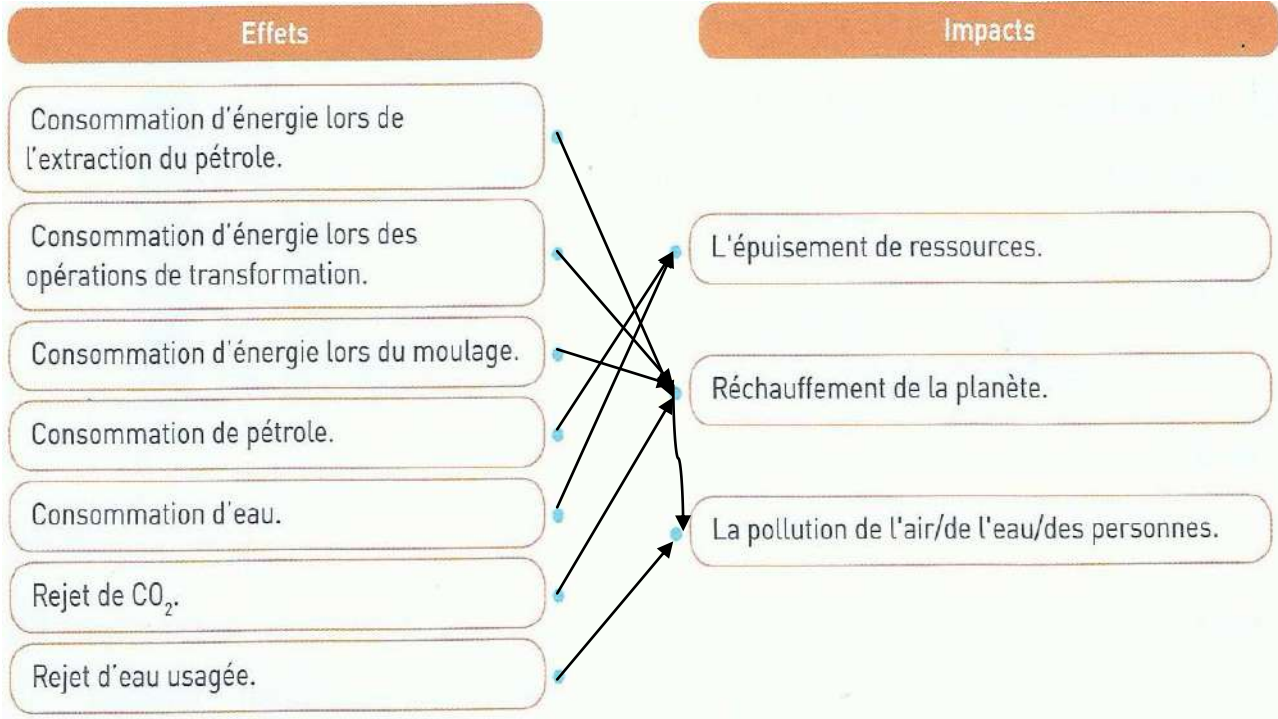 Effets
Consommation d'énergie lors de
l'extraction du pétrole.
Consommation d'énergie lors des
opérations de transformation.
Consommation d'énergie lors du moulage.
Consommation de pétrole.
Consommation d'eau.
Rejet de CO₂.
Rejet d'eau usagée.
Impacts
L'épuisement de ressources.
Réchauffement de la planète.
La pollution de l'air/de l'eau/des personnes.